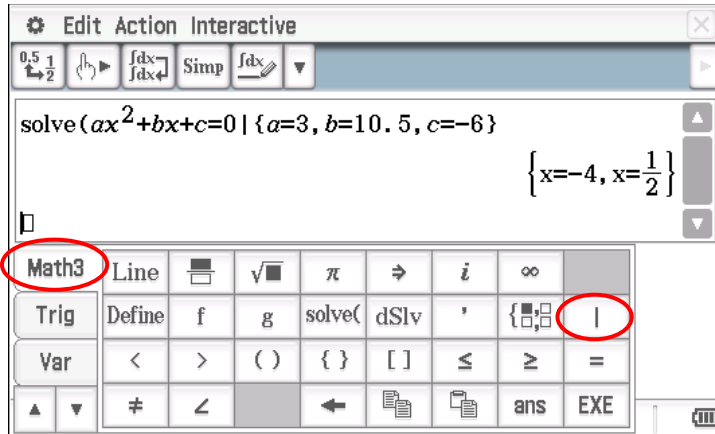 Edit Action Interactive
0.5 1/2 ∫dx ∫dx Simp ∫dx
solve(ax²+bx+c=0|{a=3, b=10.5, c=-6}
{x=-4, x=1/2}
Math3 Line √■ π ⇒ i ∞
Trig Define f g solve( dSlv , {■;□ |
Var < > ( ) { } [ ] ≤ ≥ =
▲ ▼ ≠ ∠ ← ans EXE